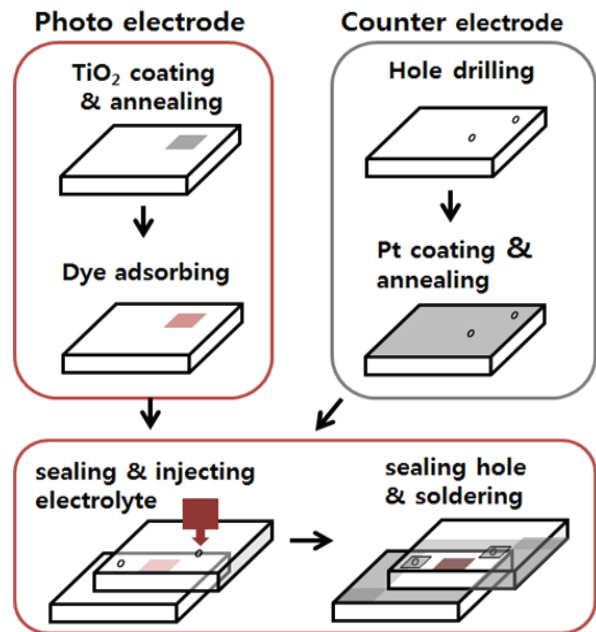 Photo electrode
TiO₂ coating
& annealing
Dye adsorbing
Counter electrode
Hole drilling
Pt coating &
annealing
sealing & injecting
electrolyte
sealing hole
& soldering